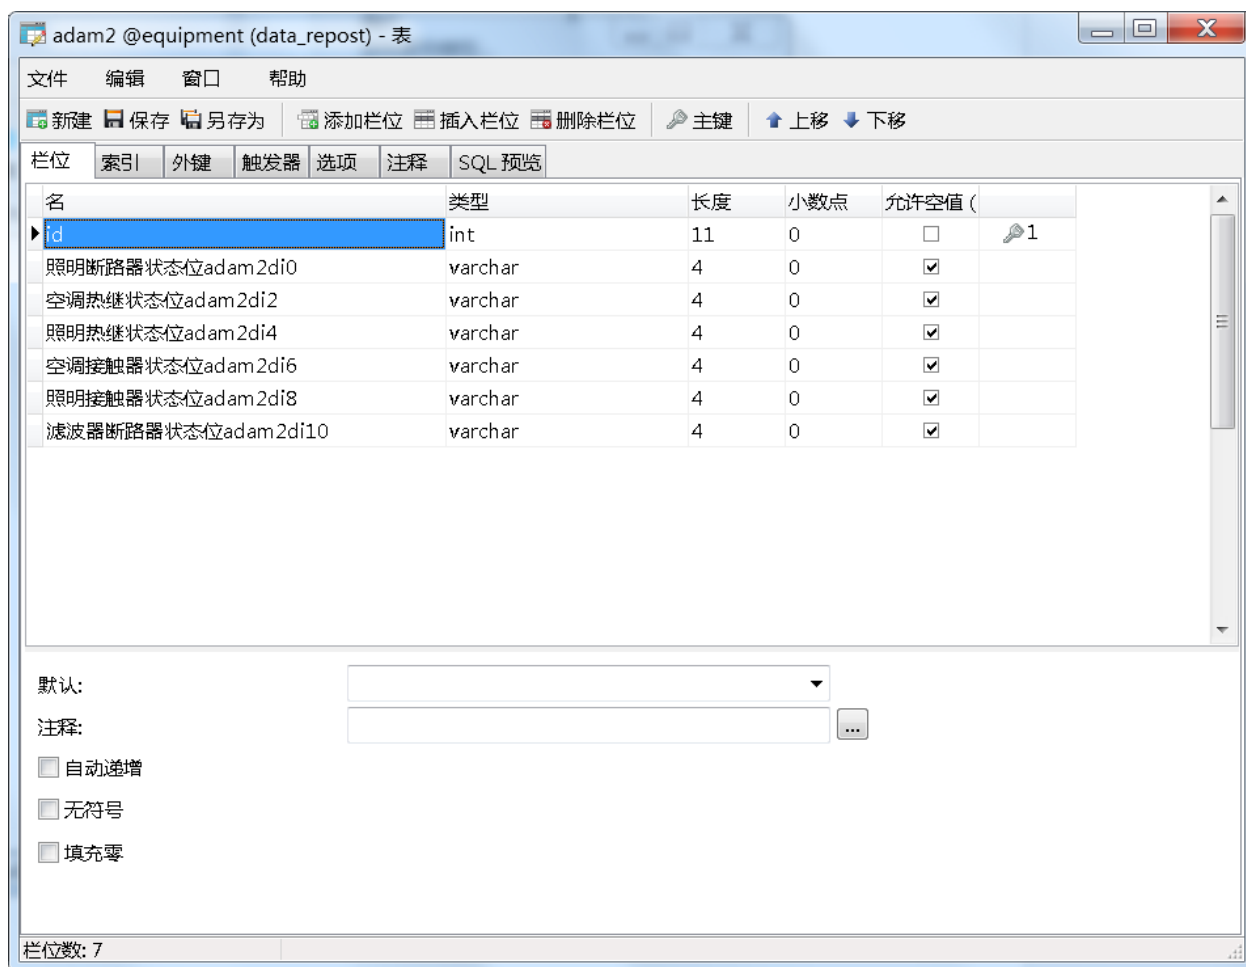 adam2 @equipment (data_repost) - 表
文件 编辑 窗口 帮助
新建 保存 另存为 添加栏位 插入栏位 删除栏位 主键 上移 下移
栏位 索引 外键 触发器 选项 注释 SQL 预览
名 类型 长度 小数点 允许空值 (
id int 11 0 1
照明断路器状态位adam2di0 varchar 4 0
空调热继状态位adam2di2 varchar 4 0
照明热继状态位adam2di4 varchar 4 0
空调接触器状态位adam2di6 varchar 4 0
照明接触器状态位adam2di8 varchar 4 0
滤波器断路器状态位adam2di10 varchar 4 0
默认:
注释:
...
自动递增
无符号
填充零
栏位数: 7